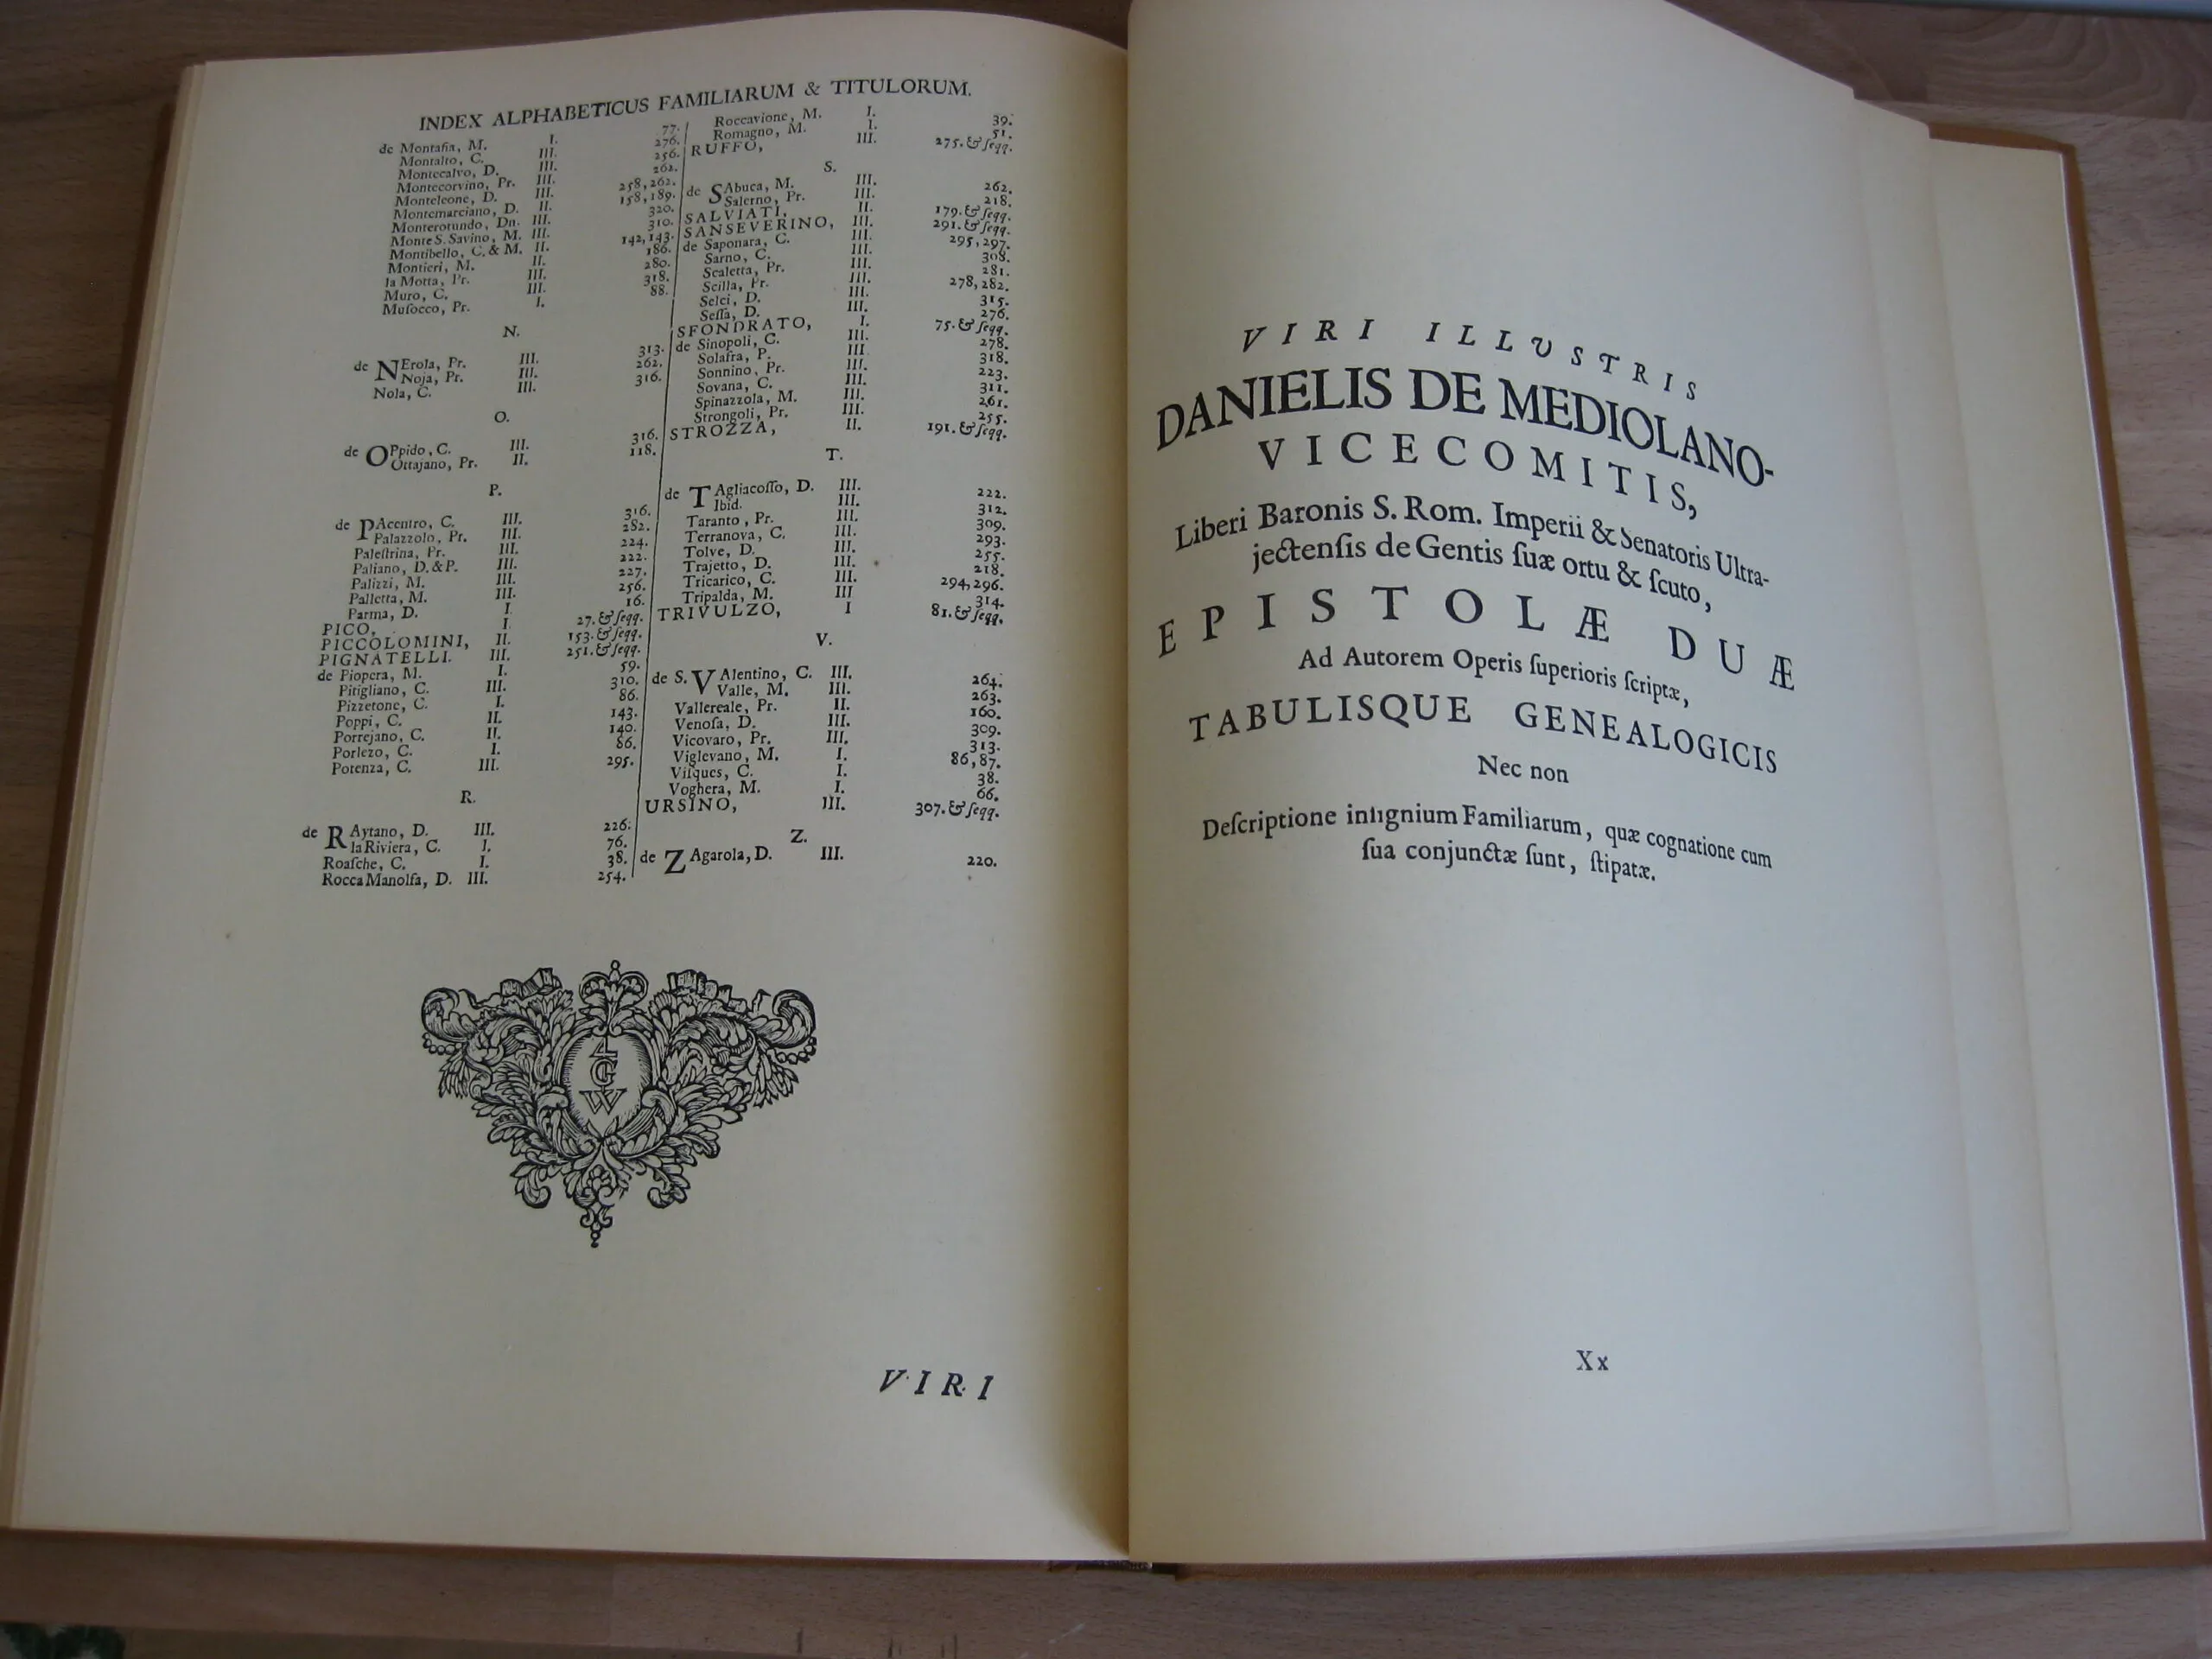 INDEX ALPHABETICUS FAMILIARUM & TITULORUM.
de Montafia, M. I. 77.
Montalto, C. III. 276.
Montecalvo, D. III. 256.
Montecorvino, Pr. III. 262.
Monteleone, D. III. 258, 262.
Montemarciano, D. II. 158, 189.
Monterotundo, Dn. III. 320.
Monte S. Savino, M. III. 310.
Montibello, C. & M. II. 142, 143.
Montieri, M. II. 186.
la Motta, Pr. III. 280.
Muro, C. III. 318.
Muſocco, Pr. I. 88.
N.
de NErola, Pr. III. 313.
Noja, Pr. III. 262.
Nola, C. III. 316.
O.
de OPpido, C. III. 316.
Ottajano, Pr. II. 118.
P.
de PAcentro, C. III. 316.
Palazzolo, Pr. III. 282.
Paleſtrina, Pr. III. 224.
Paliano, D. & P. III. 222.
Palizzi, M. III. 227.
Palletta, M. III. 256.
Parma, D. I. 16.
PICO, I. 27. & ſeqq.
PICCOLOMINI, II. 153. & ſeqq.
PIGNATELLI. III. 251. & ſeqq.
de Piopera, M. I. 59.
Pitigliano, C. III. 310.
Pizzetone, C. I. 86.
Poppi, C. II. 143.
Porrejano, C. II. 140.
Porlezo, C. I. 86.
Potenza, C. III. 295.
R.
de RAytano, D. III. 226.
la Riviera, C. I. 76.
Roaſche, C. I. 38.
Rocca Manolfa, D. III. 254.
Roccavione, M. I. 39.
Romagno, M. I. 51.
RUFFO, III. 275. & ſeqq.
S.
de SAbuca, M. III. 262.
Salerno, Pr. III. 218.
SALVIATI, II. 179. & ſeqq.
SANSEVERINO, III. 291. & ſeqq.
de Saponara, C. III. 295, 297.
Sarno, C. III. 308.
Scaletta, Pr. III. 281.
Scilla, Pr. III. 278, 282.
Selci, D. III. 315.
Seſſa, D. III. 276.
SFONDRATO, I. 75. & ſeqq.
de Sinopoli, C. III. 278.
Solafra, P. III. 318.
Sonnino, Pr. III. 223.
Sovana, C. III. 311.
Spinazzola, M. III. 261.
Strongoli, Pr. III. 255.
STROZZA, II. 191. & ſeqq.
T.
de TAgliacoſſo, D. III. 222.
Ibid. III. 312.
Taranto, Pr. III. 309.
Terranova, C. III. 293.
Tolve, D. III. 255.
Trajetto, D. III. 218.
Tricarico, C. III. 294, 296.
Tripalda, M. III 314.
TRIVULZO, I 81. & ſeqq.
V.
de S. VAlentino, C. III. 264.
Valle, M. III. 263.
Vallereale, Pr. II. 160.
Venoſa, D. III. 309.
Vicovaro, Pr. III. 313.
Viglevano, M. I. 86, 87.
Vilques, C. I. 38.
Voghera, M. I. 66.
URSINO, III. 307. & ſeqq.
Z.
de ZAgarola, D. III. 220.
G
W
VIRI
VIRI ILLUSTRIS
DANIELIS DE MEDIOLANO-
VICECOMITIS,
Liberi Baronis S. Rom. Imperii & Senatoris Ultra-
jectenſis de Gentis ſuæ ortu & ſcuto,
EPISTOLÆ DUÆ
Ad Autorem Operis ſuperioris ſcriptæ,
TABULISQUE GENEALOGICIS
Nec non
Deſcriptione inſignium Familiarum, quæ cognatione cum
ſua conjunctæ ſunt, ſtipatæ.
Xx